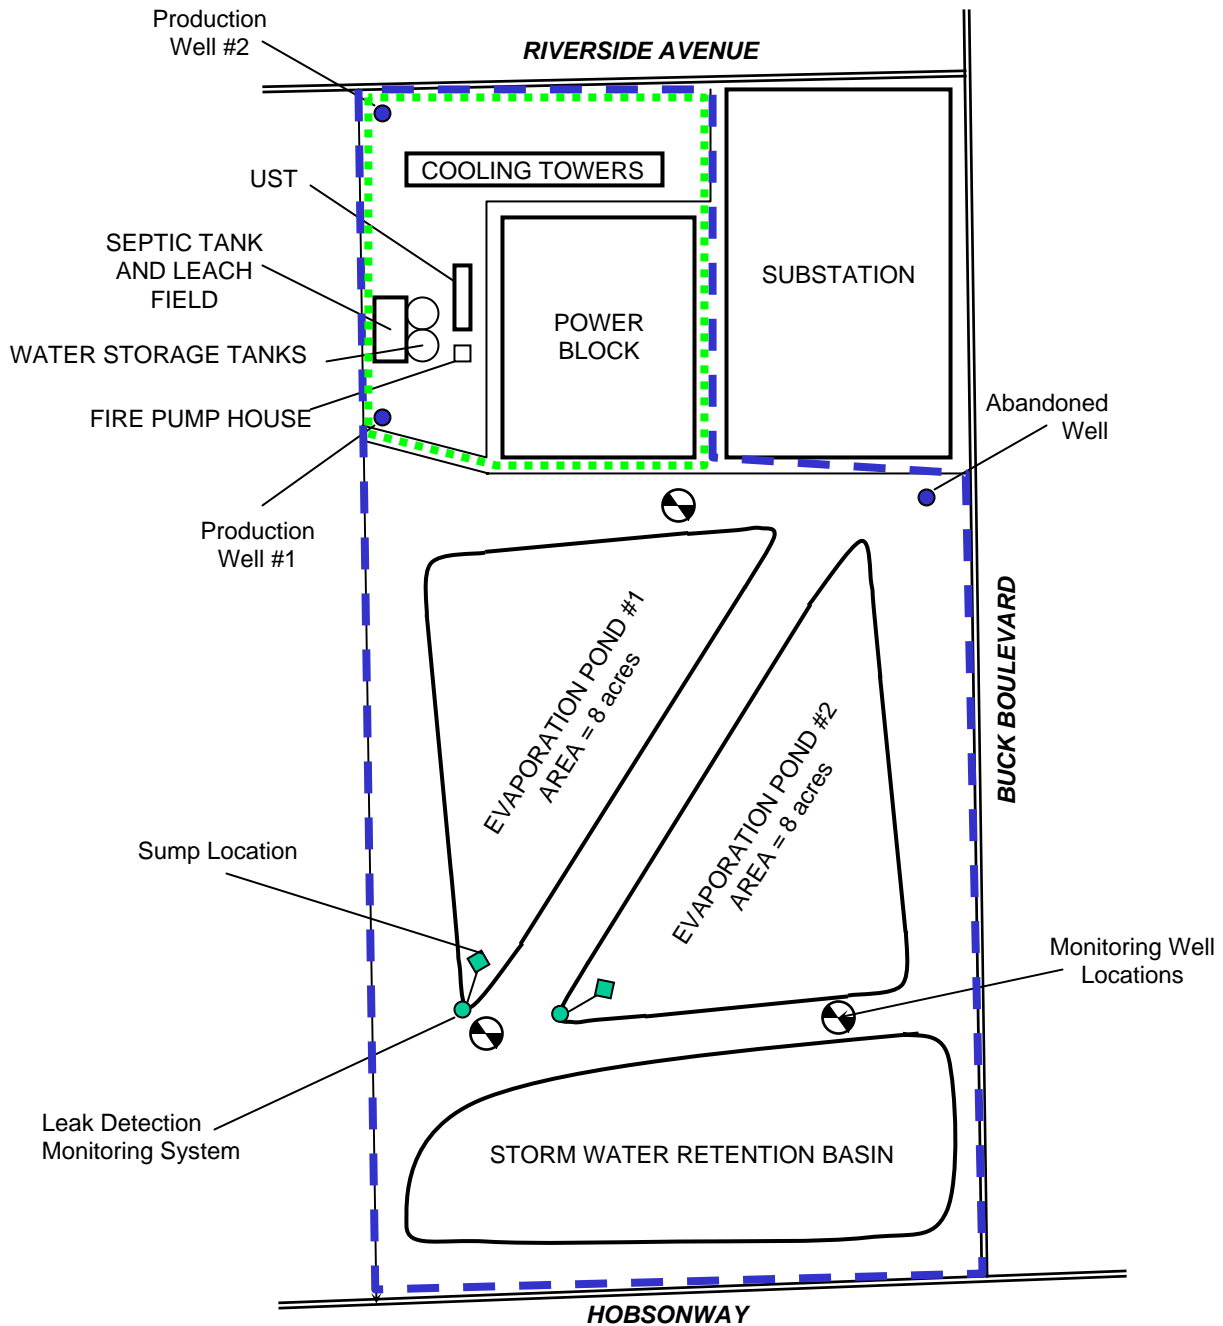 Production
Well #2
RIVERSIDE AVENUE
COOLING TOWERS
UST
SEPTIC TANK
AND LEACH
FIELD
SUBSTATION
POWER
BLOCK
WATER STORAGE TANKS
FIRE PUMP HOUSE
Abandoned
Well
Production
Well #1
EVAPORATION POND #1
AREA = 8 acres
BUCK BOULEVARD
EVAPORATION POND #2
AREA = 8 acres
Sump Location
Monitoring Well
Locations
Leak Detection
Monitoring System
STORM WATER RETENTION BASIN
HOBSONWAY